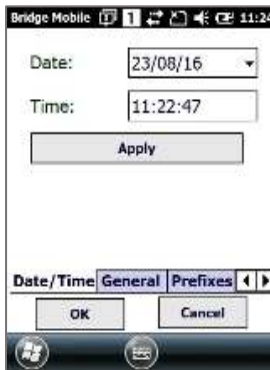 Bridge Mobile 1 11:24
Date: 23/08/16
Time: 11:22:47
Apply
Date/Time General Prefixes
OK Cancel